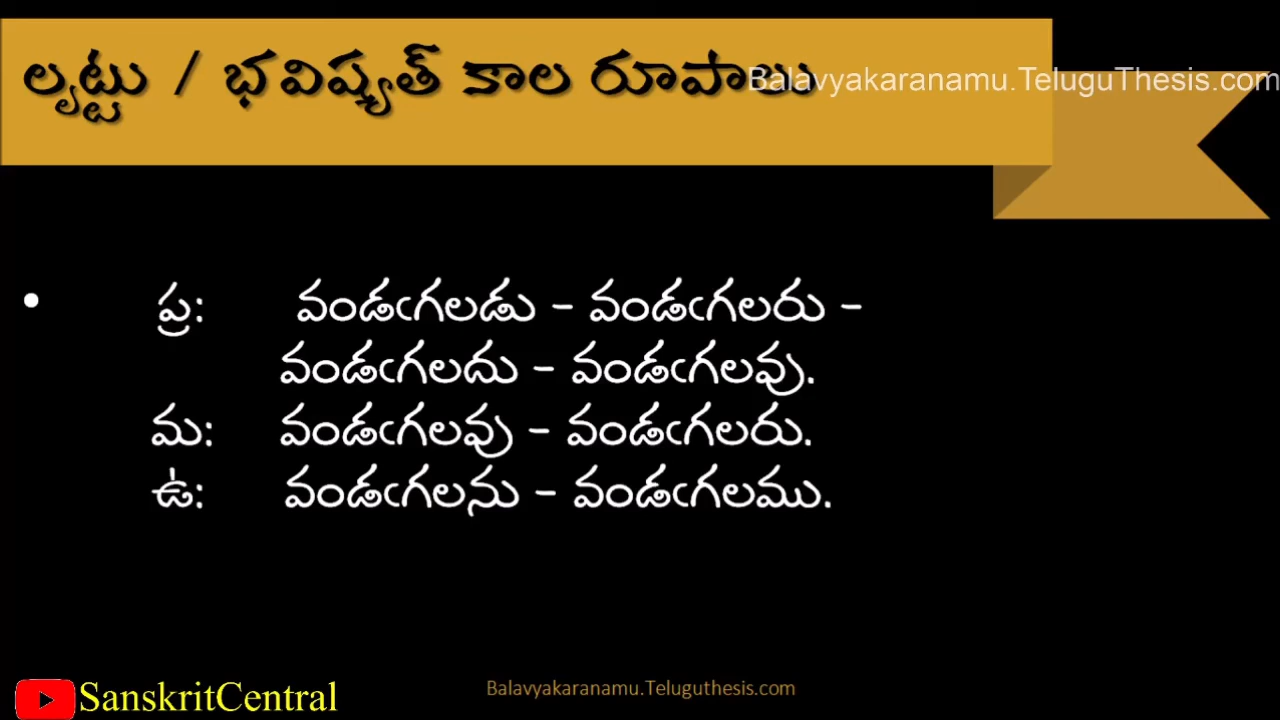 లృట్టు / భవిష్యత్ కాల రూపాలు
Balavyakaranamu.TeluguThesis.com
• ప్ర: వండఁగలడు – వండఁగలరు –
వండఁగలదు – వండఁగలవు.
మ: వండఁగలవు – వండఁగలరు.
ఉ: వండఁగలను – వండఁగలము.
SanskritCentral
Balavyakaranamu.Teluguthesis.com